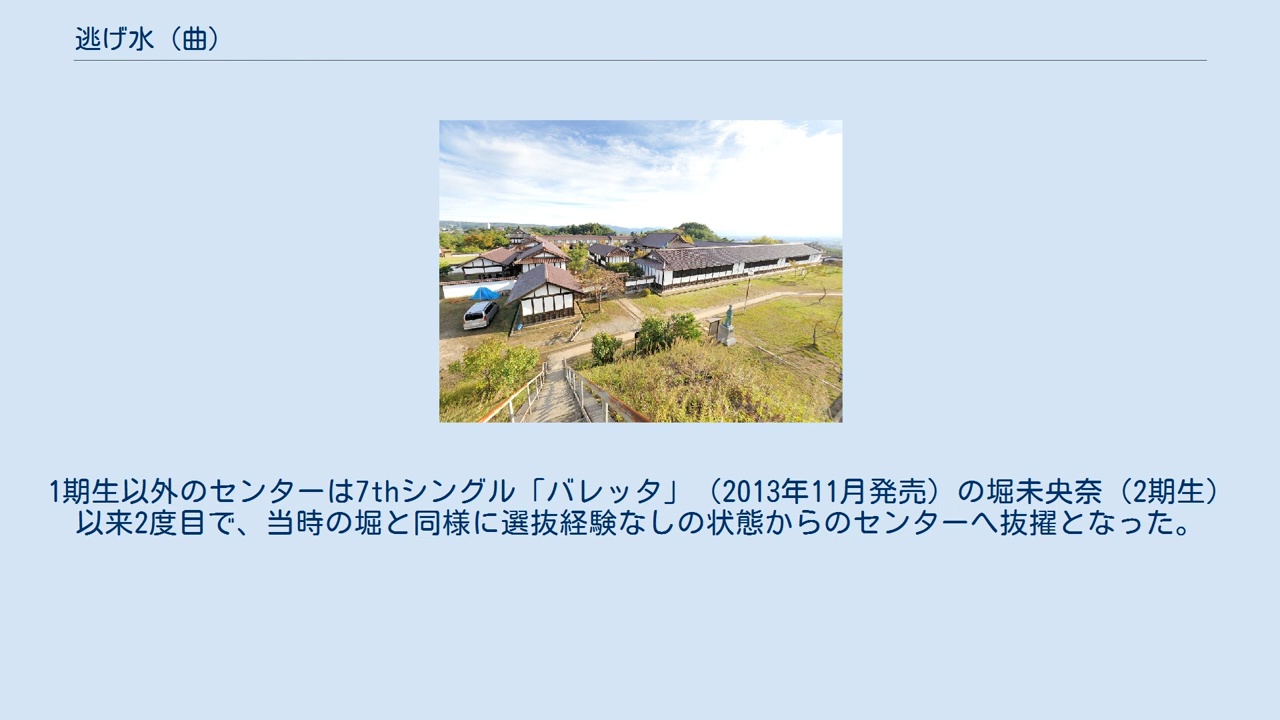 逃げ水（曲）
1期生以外のセンターは7thシングル「バレッタ」（2013年11月発売）の堀未央奈（2期生）
以来2度目で、当時の堀と同様に選抜経験なしの状態からのセンターへ抜擢となった。